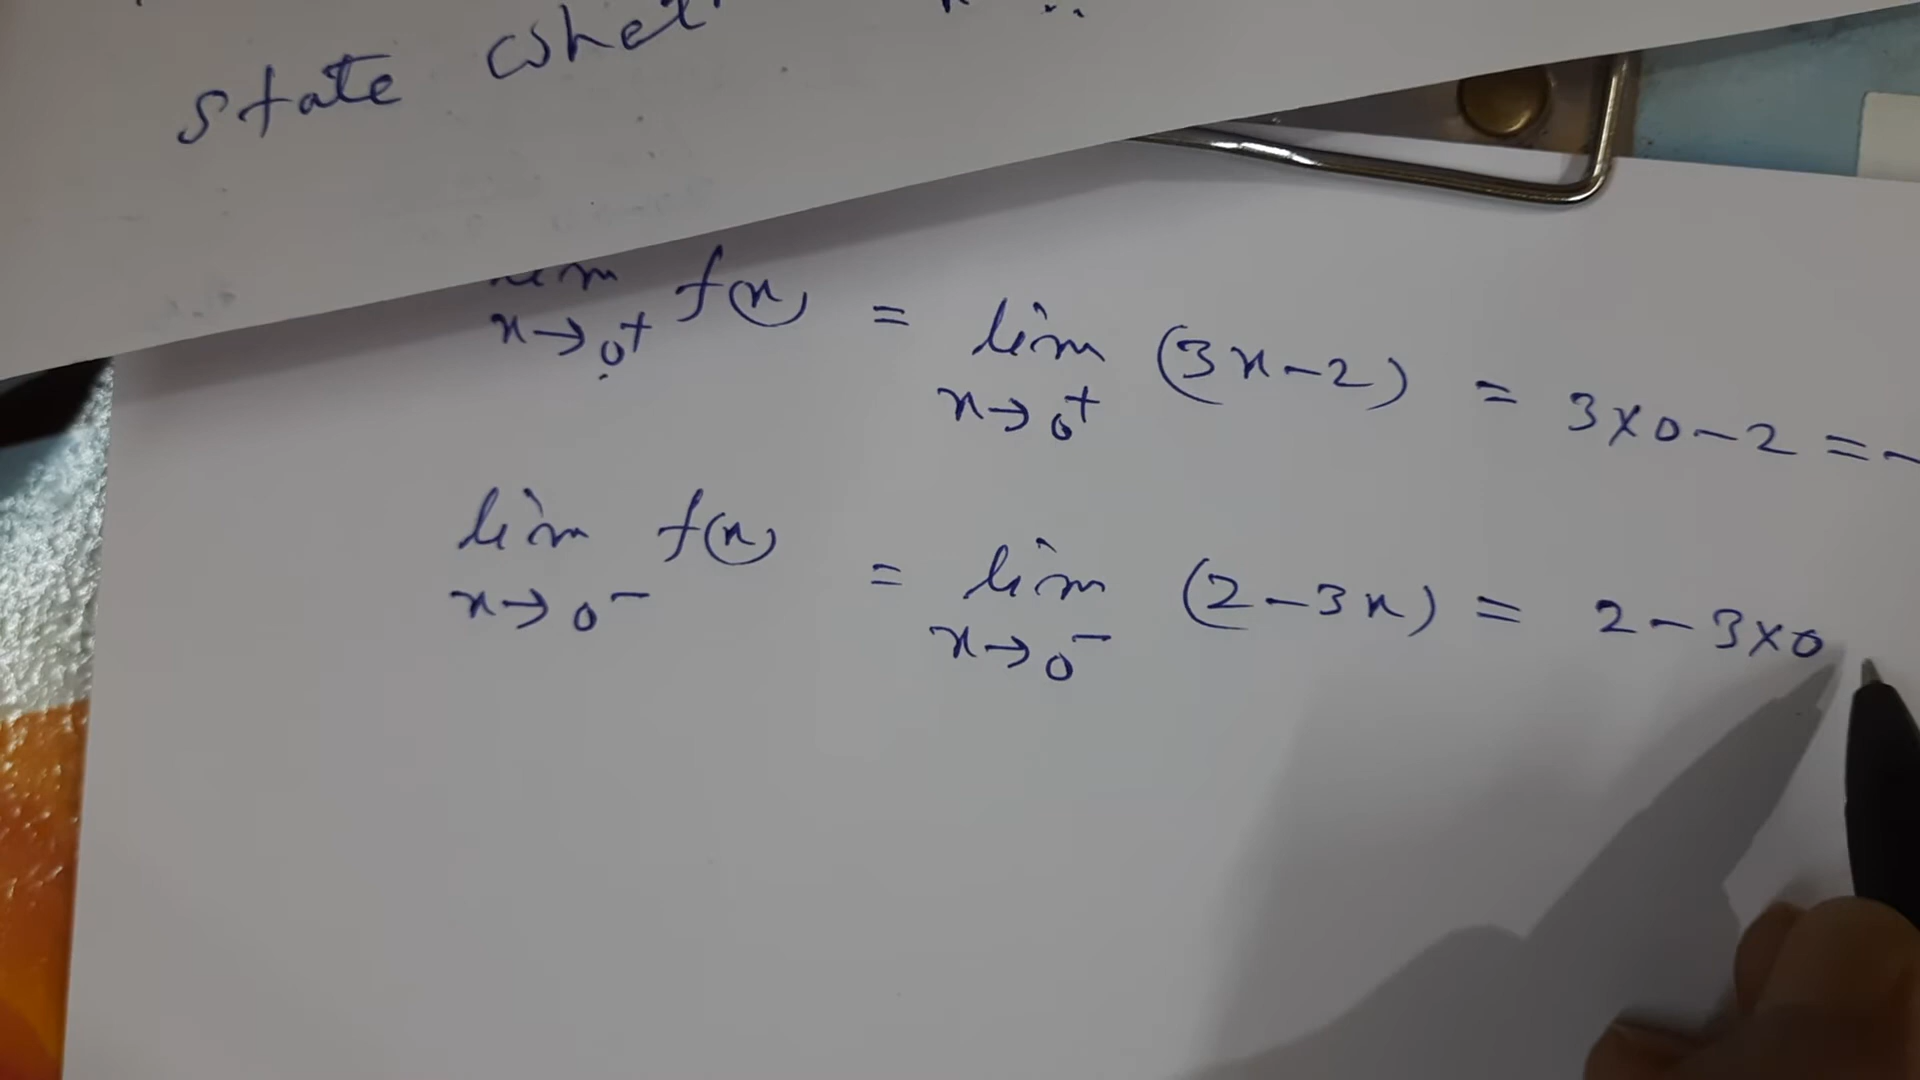 state
lim x→0⁺ f(x) = lim x→0⁺ (3x-2) = 3×0-2 = -
lim x→0⁻ f(x) = lim x→0⁻ (2-3x) = 2-3×0